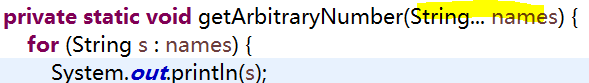 private static void getArbitraryNumber(String... names) {
for (String s : names) {
System.out.println(s);